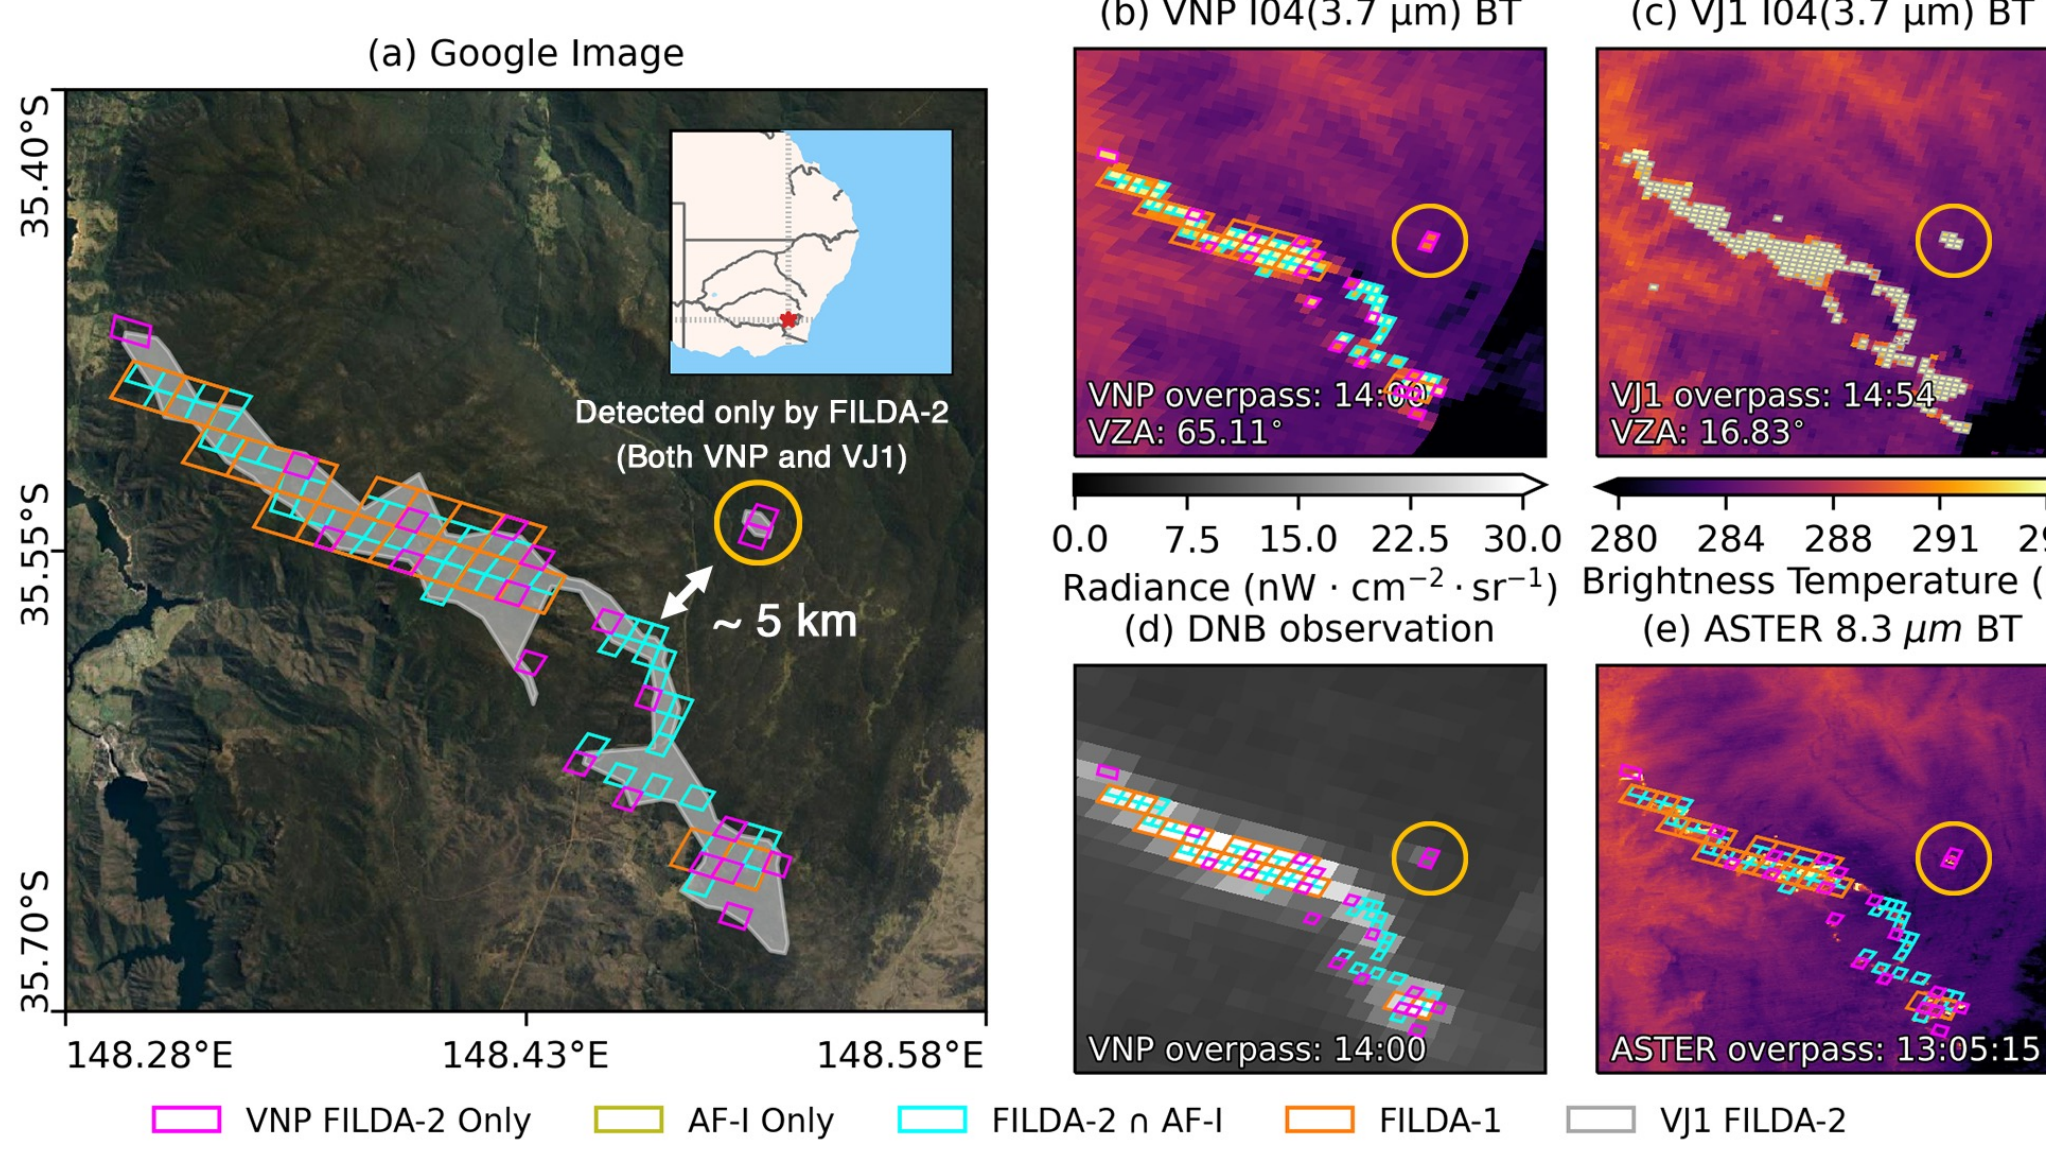 (a) Google Image
35.40°S
35.55°S
35.70°S
148.28°E
148.43°E
148.58°E
Detected only by FILDA-2
(Both VNP and VJ1)
~ 5 km
(b) VNP I04(3.7 μm) BT
VNP overpass: 14:00
VZA: 65.11°
0.0 7.5 15.0 22.5 30.0
Radiance (nW · cm⁻² · sr⁻¹)
(c) VJ1 I04(3.7 μm) BT
VJ1 overpass: 14:54
VZA: 16.83°
280 284 288 291
Brightness Temperature (
(d) DNB observation
VNP overpass: 14:00
(e) ASTER 8.3 μm BT
ASTER overpass: 13:05:15
VNP FILDA-2 Only
AF-I Only
FILDA-2 ∩ AF-I
FILDA-1
VJ1 FILDA-2